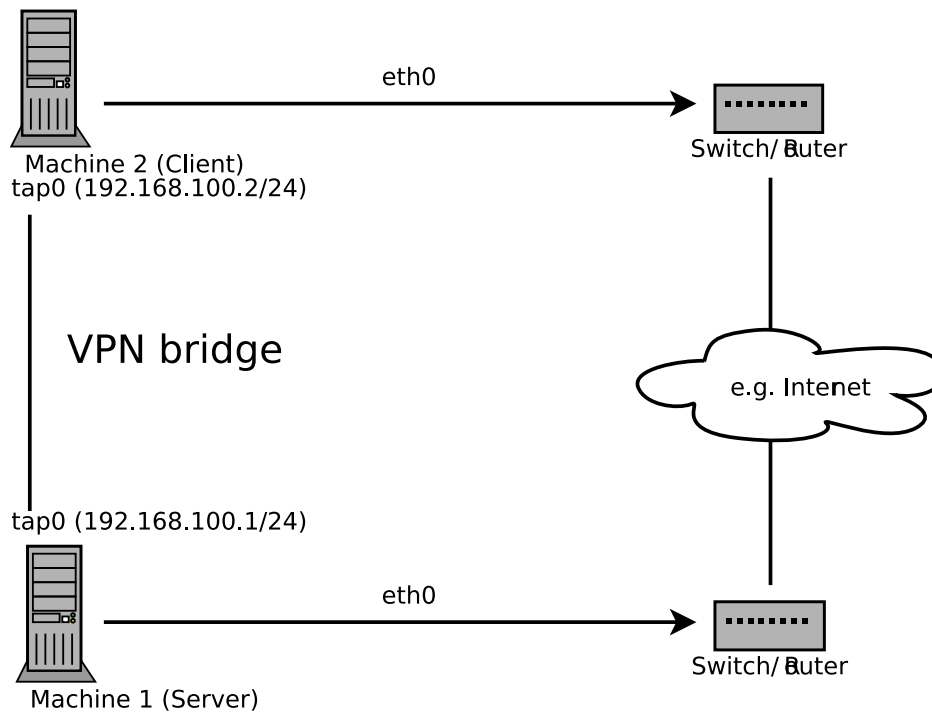 eth0
Switch/Router
Machine 2 (Client)
tap0 (192.168.100.2/24)
VPN bridge
e.g. Internet
tap0 (192.168.100.1/24)
eth0
Switch/Router
Machine 1 (Server)